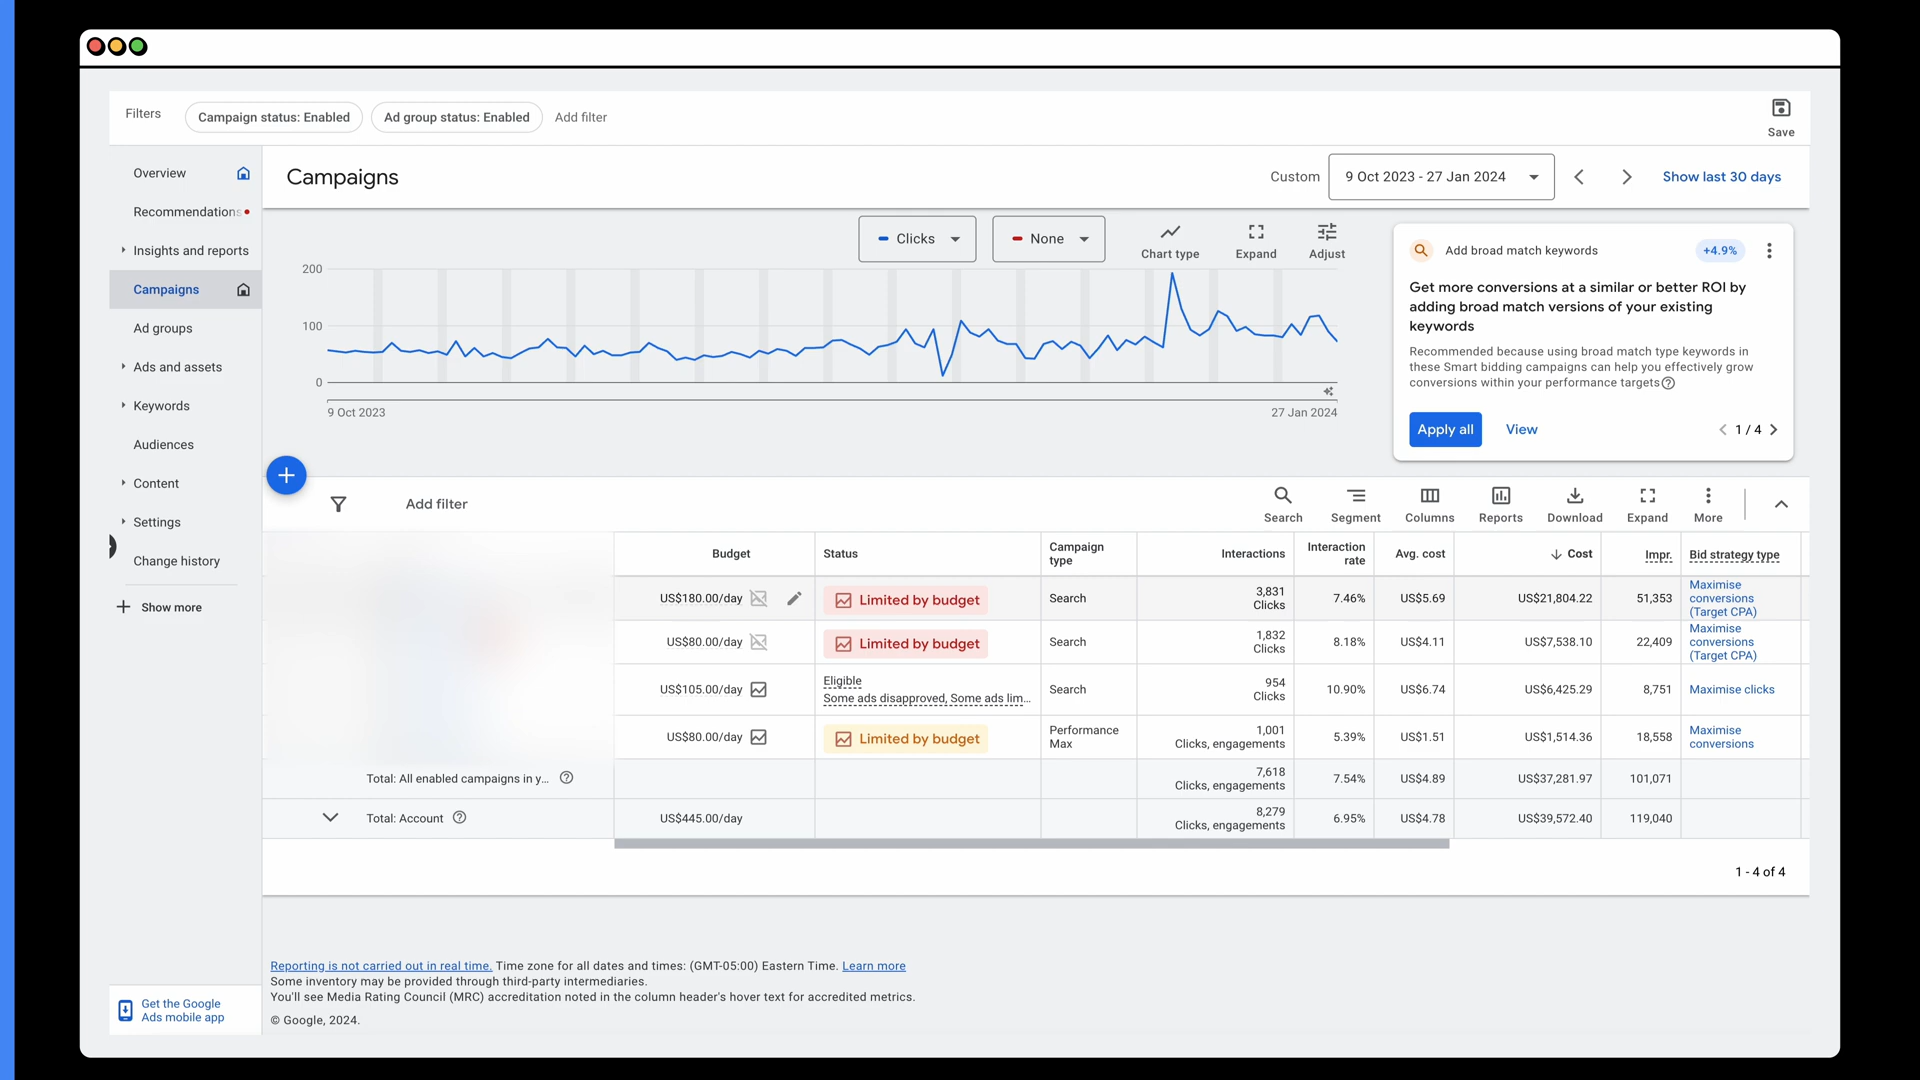 Filters
Campaign status: Enabled
Ad group status: Enabled
Add filter
Save
Overview
Recommendations
Insights and reports
Campaigns
Ad groups
Ads and assets
Keywords
Audiences
Content
Settings
Change history
Show more
Get the Google
Ads mobile app
Campaigns
Custom
9 Oct 2023 - 27 Jan 2024
Show last 30 days
Clicks
None
Chart type
Expand
Adjust
200
100
0
9 Oct 2023
27 Jan 2024
Add broad match keywords
+4.9%
Get more conversions at a similar or better ROI by
adding broad match versions of your existing
keywords
Recommended because using broad match type keywords in
these Smart bidding campaigns can help you effectively grow
conversions within your performance targets
Apply all
View
1 / 4
Add filter
Search
Segment
Columns
Reports
Download
Expand
More
Budget
Status
Campaign
type
Interactions
Interaction
rate
Avg. cost
Cost
Impr.
Bid strategy type
US$180.00/day
Limited by budget
Search
3,831
Clicks
7.46%
US$5.69
US$21,804.22
51,353
Maximise
conversions
(Target CPA)
US$80.00/day
Limited by budget
Search
1,832
Clicks
8.18%
US$4.11
US$7,538.10
22,409
Maximise
conversions
(Target CPA)
US$105.00/day
Eligible
Some ads disapproved, Some ads lim...
Search
954
Clicks
10.90%
US$6.74
US$6,425.29
8,751
Maximise clicks
US$80.00/day
Limited by budget
Performance
Max
1,001
Clicks, engagements
5.39%
US$1.51
US$1,514.36
18,558
Maximise
conversions
Total: All enabled campaigns in y...
7,618
Clicks, engagements
7.54%
US$4.89
US$37,281.97
101,071
Total: Account
US$445.00/day
8,279
Clicks, engagements
6.95%
US$4.78
US$39,572.40
119,040
1 - 4 of 4
Reporting is not carried out in real time. Time zone for all dates and times: (GMT-05:00) Eastern Time. Learn more
Some inventory may be provided through third-party intermediaries.
You'll see Media Rating Council (MRC) accreditation noted in the column header's hover text for accredited metrics.
© Google, 2024.